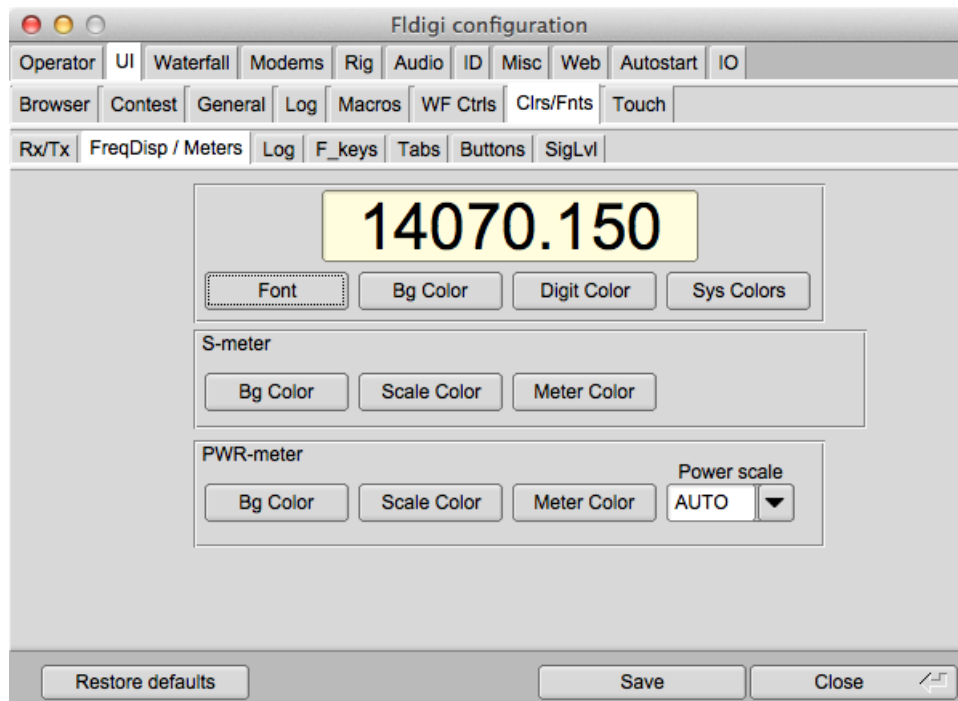 Fldigi configuration
Operator UI Waterfall Modems Rig Audio ID Misc Web Autostart IO
Browser Contest General Log Macros WF Ctrls Clrs/Fnts Touch
Rx/Tx FreqDisp / Meters Log F_keys Tabs Buttons SigLvl
14070.150
Font Bg Color Digit Color Sys Colors
S-meter
Bg Color Scale Color Meter Color
PWR-meter
Power scale
Bg Color Scale Color Meter Color AUTO
Restore defaults Save Close